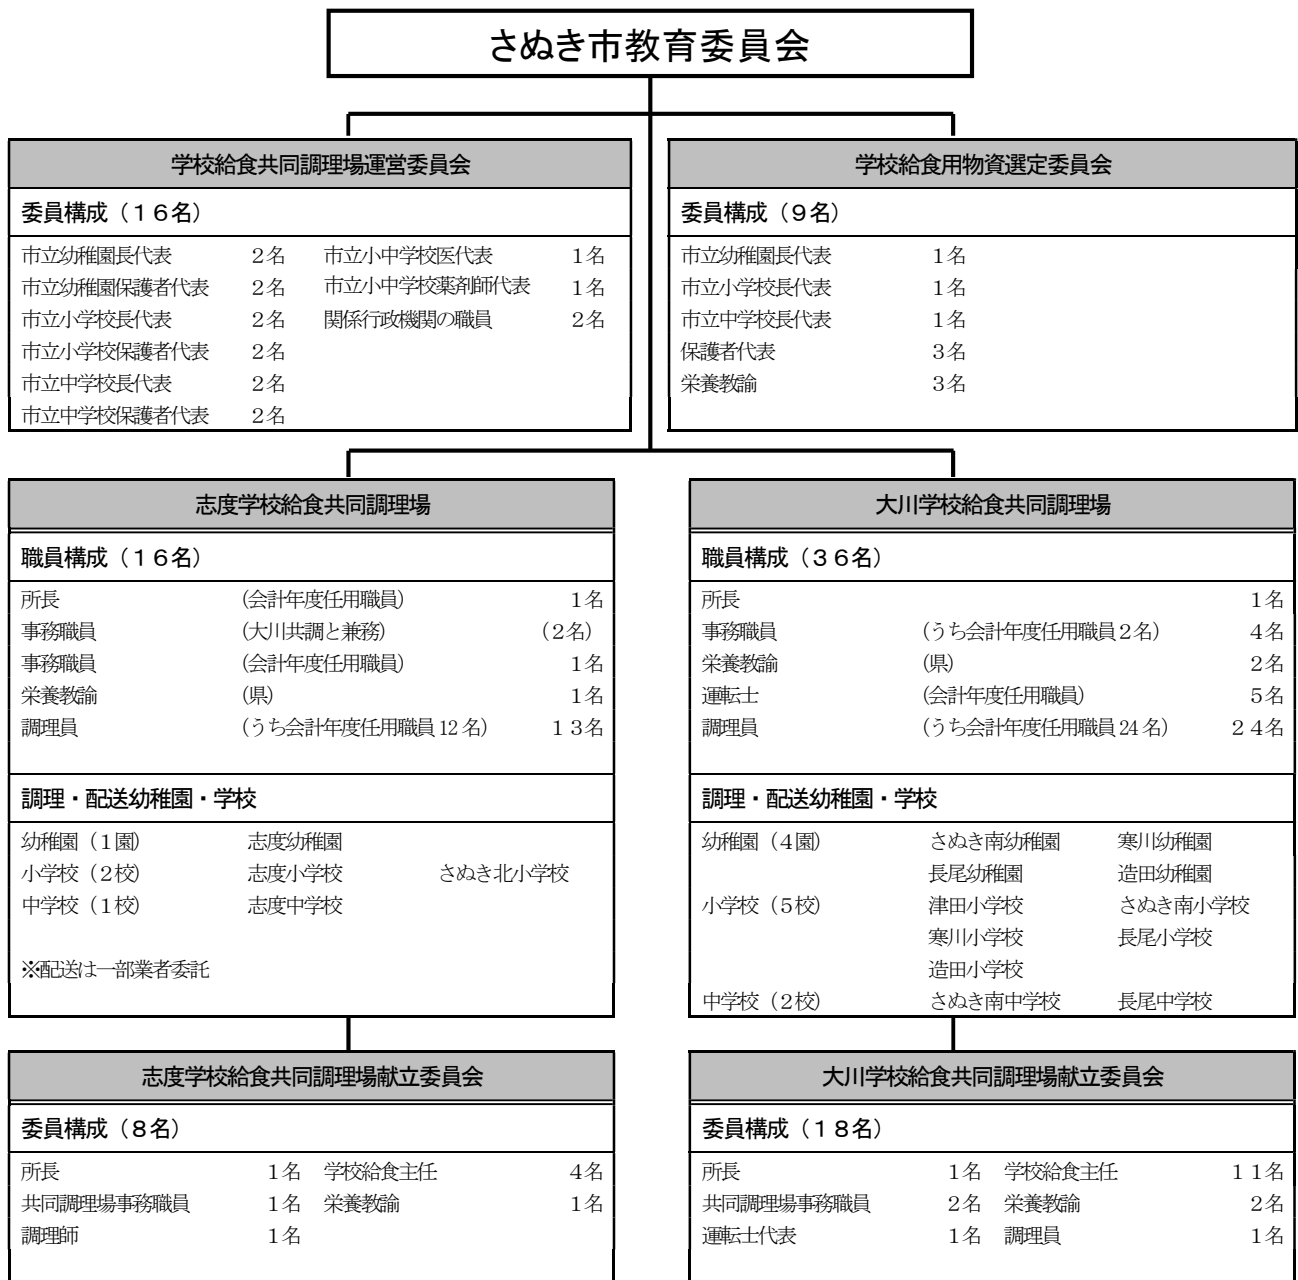 さぬき市教育委員会
学校給食共同調理場運営委員会
委員構成（１６名）
市立幼稚園長代表 ２名 市立小中学校医代表 １名
市立幼稚園保護者代表 ２名 市立小中学校薬剤師代表 １名
市立小学校長代表 ２名 関係行政機関の職員 ２名
市立小学校保護者代表 ２名
市立中学校長代表 ２名
市立中学校保護者代表 ２名
学校給食用物資選定委員会
委員構成（９名）
市立幼稚園長代表 １名
市立小学校長代表 １名
市立中学校長代表 １名
保護者代表 ３名
栄養教諭 ３名
志度学校給食共同調理場
職員構成（１６名）
所長 (会計年度任用職員) １名
事務職員 (大川共調と兼務) （２名）
事務職員 (会計年度任用職員) １名
栄養教諭 (県) １名
調理員 (うち会計年度任用職員12名) １３名
調理・配送幼稚園・学校
幼稚園（１園） 志度幼稚園
小学校（２校） 志度小学校 さぬき北小学校
中学校（１校） 志度中学校
※配送は一部業者委託
大川学校給食共同調理場
職員構成（３６名）
所長 １名
事務職員 (うち会計年度任用職員２名) ４名
栄養教諭 (県) ２名
運転士 (会計年度任用職員) ５名
調理員 (うち会計年度任用職員24名) ２４名
調理・配送幼稚園・学校
幼稚園（４園） さぬき南幼稚園 寒川幼稚園
長尾幼稚園 造田幼稚園
小学校（５校） 津田小学校 さぬき南小学校
寒川小学校 長尾小学校
造田小学校
中学校（２校） さぬき南中学校 長尾中学校
志度学校給食共同調理場献立委員会
委員構成（８名）
所長 １名 学校給食主任 ４名
共同調理場事務職員 １名 栄養教諭 １名
調理師 １名
大川学校給食共同調理場献立委員会
委員構成（１８名）
所長 １名 学校給食主任 １１名
共同調理場事務職員 ２名 栄養教諭 ２名
運転士代表 １名 調理員 １名